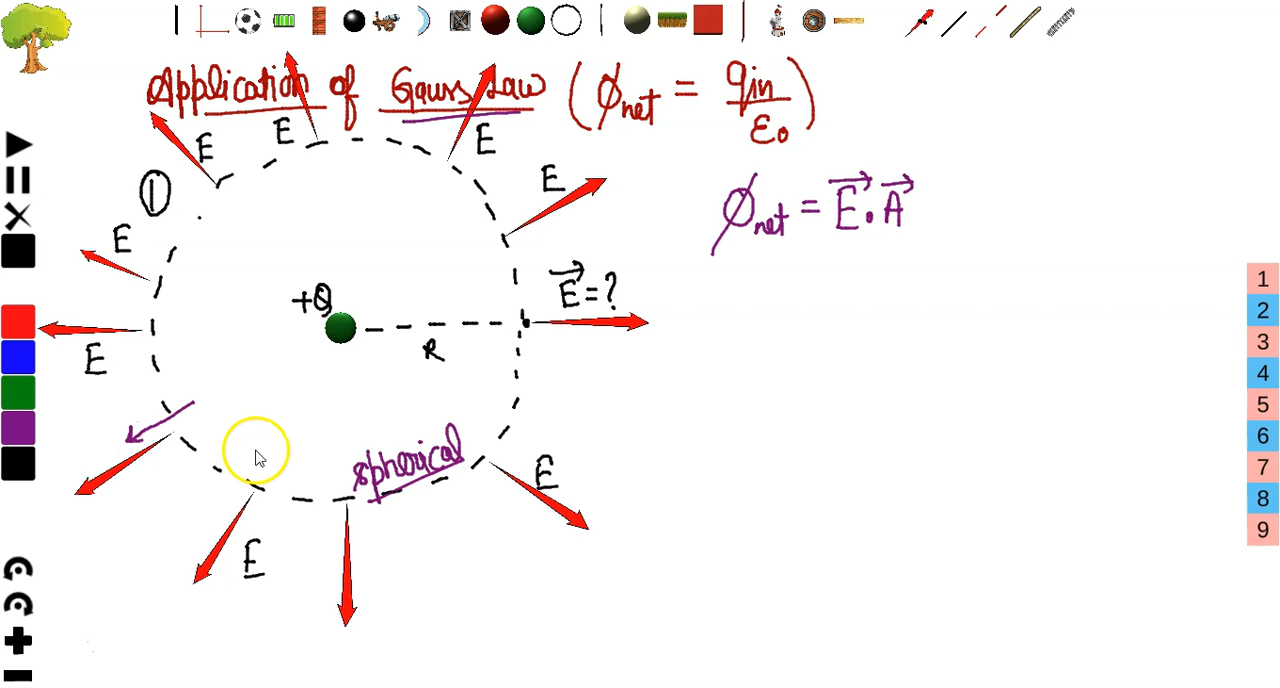 Application of Gauss Law (ϕnet = qin/ε₀)
E
E
E
E
①
ϕnet = E⃗.A⃗
E
E⃗=?
+Q
R
E
spherical
E
E
1
2
3
4
5
6
7
8
9